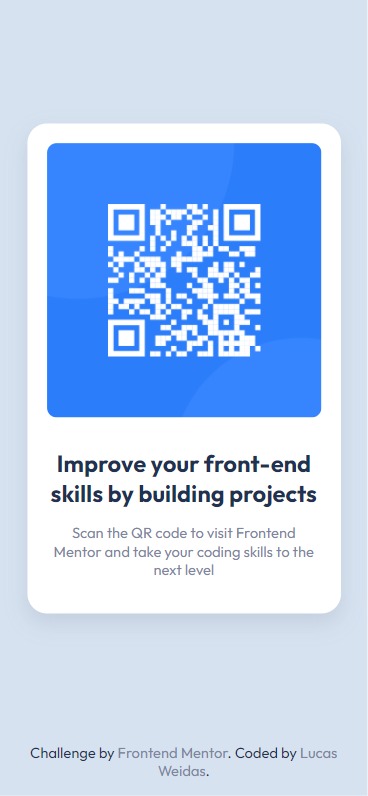 Improve your front-end
skills by building projects
Scan the QR code to visit Frontend
Mentor and take your coding skills to the
next level
Challenge by Frontend Mentor. Coded by Lucas
Weidas.